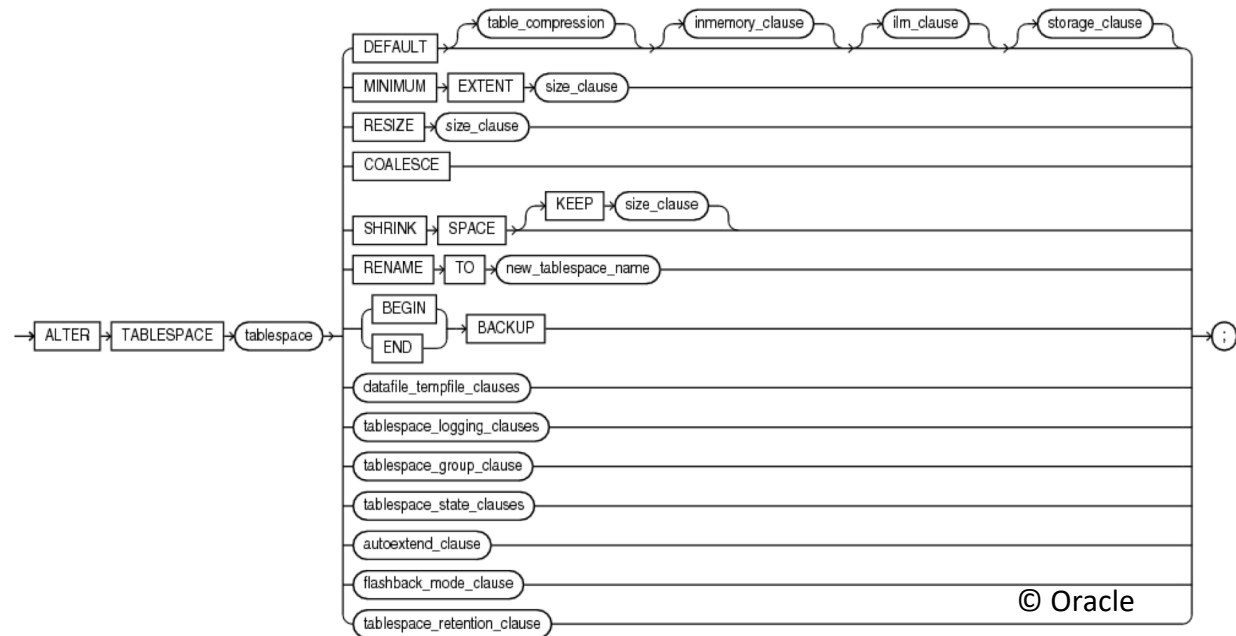 table_compression inmemory_clause ilm_clause storage_clause
DEFAULT
MINIMUM EXTENT size_clause
RESIZE size_clause
COALESCE
KEEP size_clause
SHRINK SPACE
RENAME TO new_tablespace_name
BEGIN
ALTER TABLESPACE tablespace BACKUP ;
END
datafile_tempfile_clauses
tablespace_logging_clauses
tablespace_group_clause
tablespace_state_clauses
autoextend_clause
flashback_mode_clause
© Oracle
tablespace_retention_clause